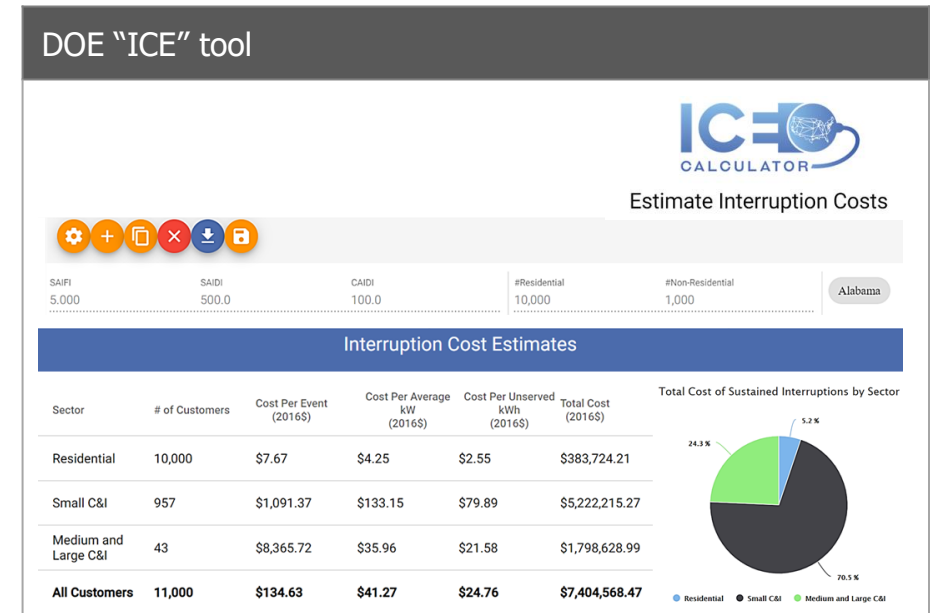 DOE “ICE” tool
ICE
CALCULATOR
Estimate Interruption Costs
SAIFI SAIDI CAIDI #Residential #Non-Residential
5.000 500.0 100.0 10,000 1,000 Alabama
Interruption Cost Estimates
Sector # of Customers Cost Per Event (2016$) Cost Per Average kW (2016$) Cost Per Unserved kWh (2016$) Total Cost (2016$)
Residential 10,000 $7.67 $4.25 $2.55 $383,724.21
Small C&I 957 $1,091.37 $133.15 $79.89 $5,222,215.27
Medium and Large C&I 43 $8,365.72 $35.96 $21.58 $1,798,628.99
All Customers 11,000 $134.63 $41.27 $24.76 $7,404,568.47
Total Cost of Sustained Interruptions by Sector
5.2 %
24.3 %
70.5 %
Residential Small C&I Medium and Large C&I